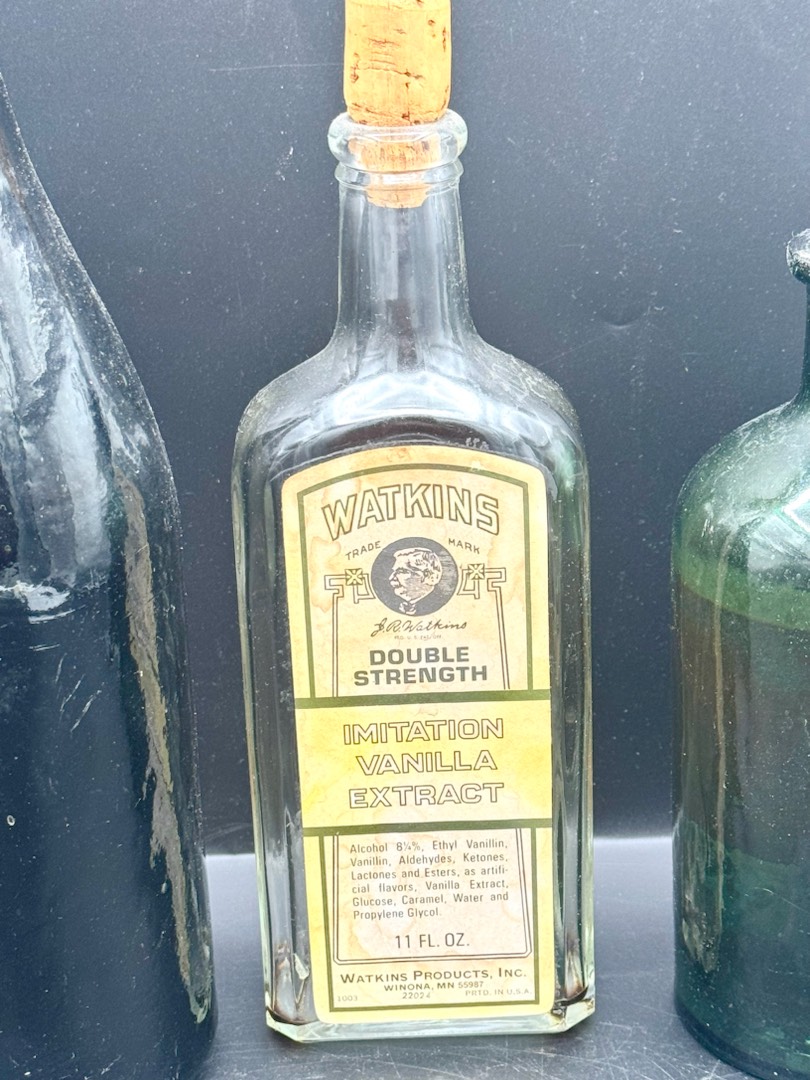 WATKINS
TRADE MARK
J.R. Watkins
DOUBLE
STRENGTH
IMITATION
VANILLA
EXTRACT
Alcohol 8¼%, Ethyl Vanillin,
Vanillin, Aldehydes, Ketones,
Lactones and Esters, as artifi-
cial flavors, Vanilla Extract,
Glucose, Caramel, Water and
Propylene Glycol.
11 FL. OZ.
WATKINS PRODUCTS, INC.
WINONA, MN 55987
1003 22024 PRTD. IN U.S.A.